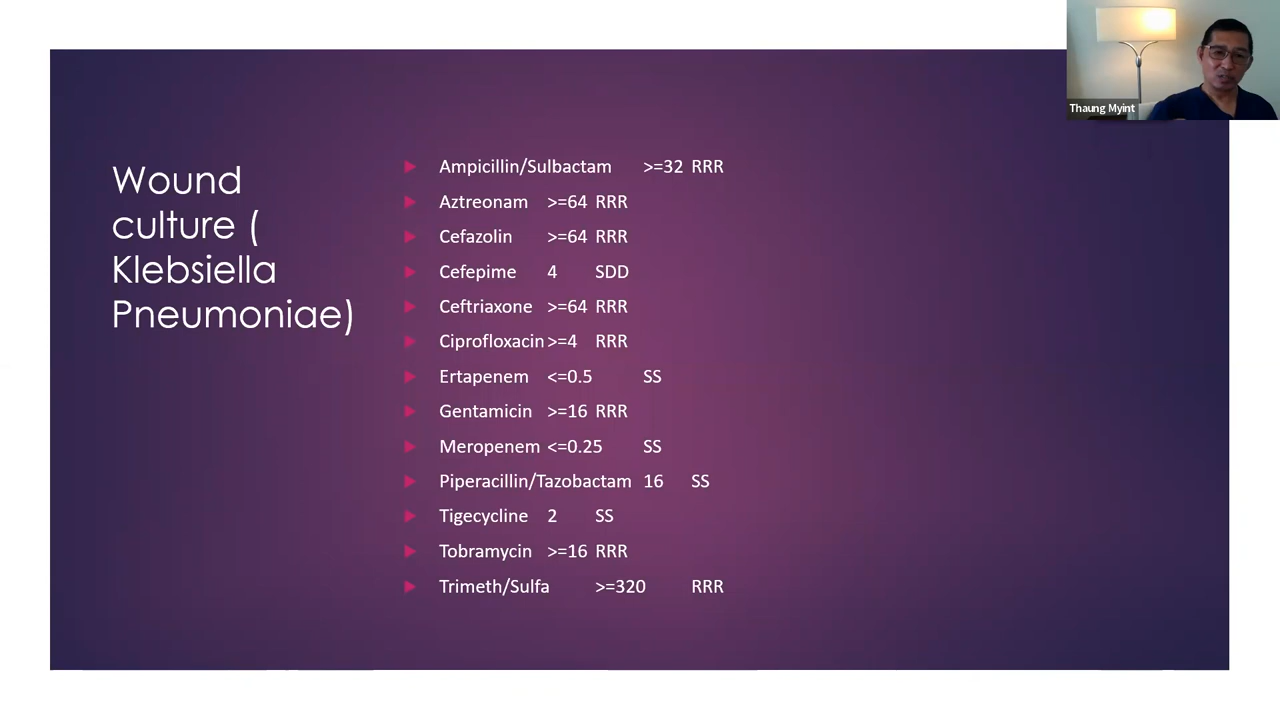 Thaung Myint
Wound
culture (
Klebsiella
Pneumoniae)
Ampicillin/Sulbactam >=32 RRR
Aztreonam >=64 RRR
Cefazolin >=64 RRR
Cefepime 4 SDD
Ceftriaxone >=64 RRR
Ciprofloxacin >=4 RRR
Ertapenem <=0.5 SS
Gentamicin >=16 RRR
Meropenem <=0.25 SS
Piperacillin/Tazobactam 16 SS
Tigecycline 2 SS
Tobramycin >=16 RRR
Trimeth/Sulfa >=320 RRR